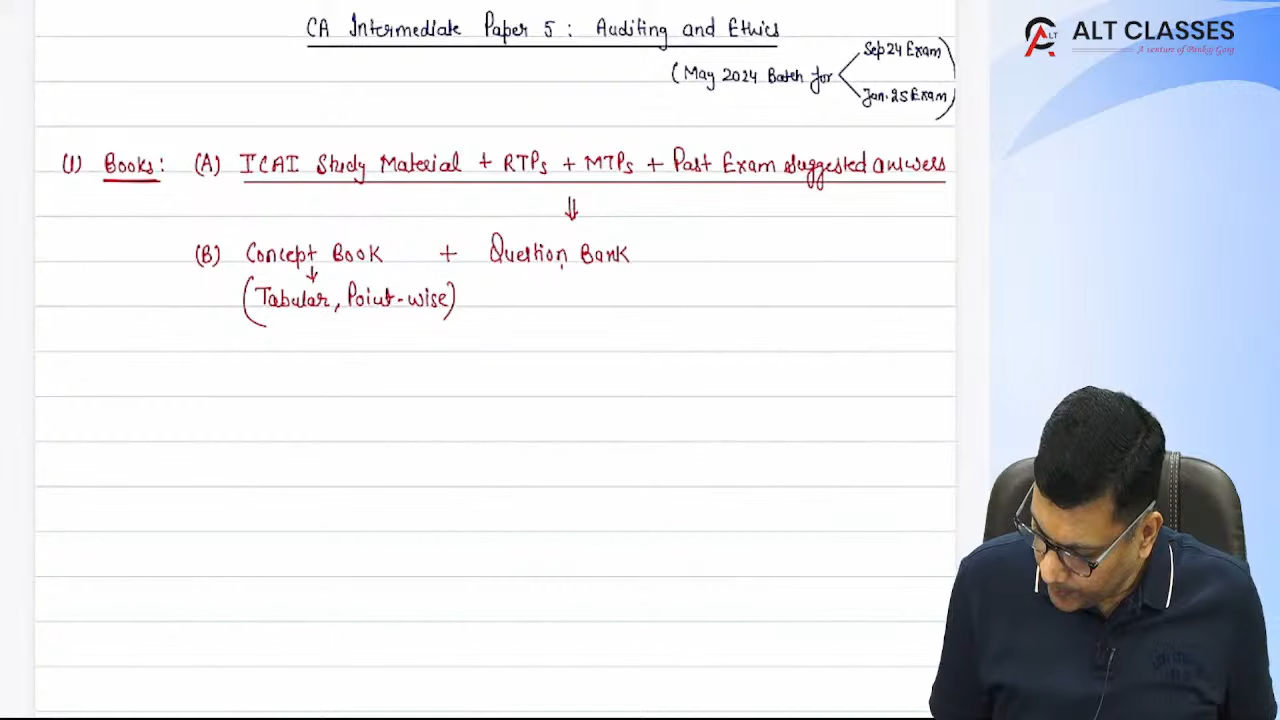 CA Intermediate Paper 5 : Auditing and Ethics
ALT CLASSES
A venture of Pankaj Garg
ALT
(May 2024 Batch for
Sep 24 Exam
Jan. 25 Exam)
(1) Books : (A) ICAI Study Material + RTPs + MTPs + Past Exam suggested answers
⇓
(B) Concept Book + Question Bank
↓
(Tabular, Point-wise)